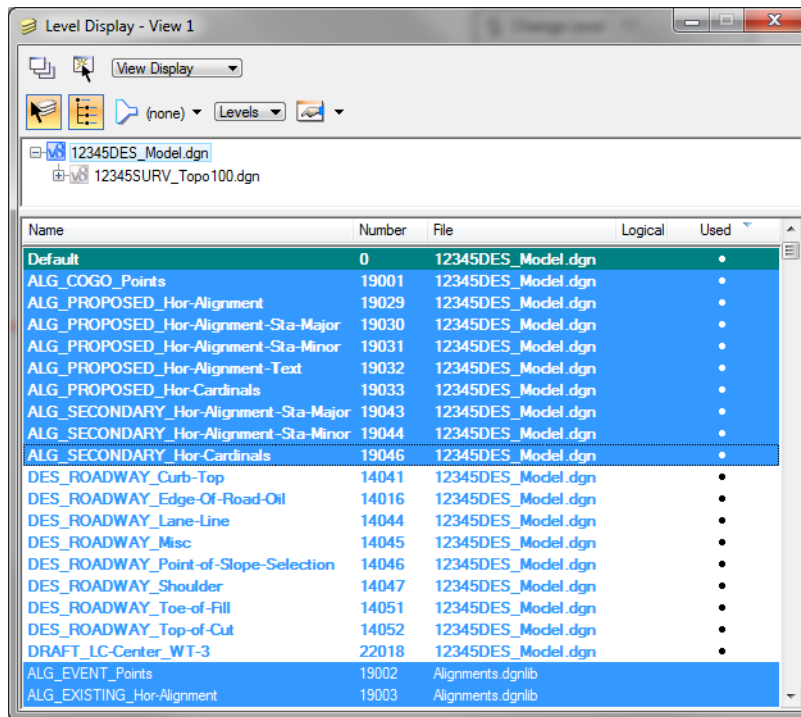 Level Display - View 1
View Display
(none) Levels
v8 12345DES_Model.dgn
v8 12345SURV_Topo100.dgn
Name Number File Logical Used
Default 0 12345DES_Model.dgn
ALG_COGO_Points 19001 12345DES_Model.dgn
ALG_PROPOSED_Hor-Alignment 19029 12345DES_Model.dgn
ALG_PROPOSED_Hor-Alignment-Sta-Major 19030 12345DES_Model.dgn
ALG_PROPOSED_Hor-Alignment-Sta-Minor 19031 12345DES_Model.dgn
ALG_PROPOSED_Hor-Alignment-Text 19032 12345DES_Model.dgn
ALG_PROPOSED_Hor-Cardinals 19033 12345DES_Model.dgn
ALG_SECONDARY_Hor-Alignment-Sta-Major 19043 12345DES_Model.dgn
ALG_SECONDARY_Hor-Alignment-Sta-Minor 19044 12345DES_Model.dgn
ALG_SECONDARY_Hor-Cardinals 19046 12345DES_Model.dgn
DES_ROADWAY_Curb-Top 14041 12345DES_Model.dgn
DES_ROADWAY_Edge-Of-Road-Oil 14016 12345DES_Model.dgn
DES_ROADWAY_Lane-Line 14044 12345DES_Model.dgn
DES_ROADWAY_Misc 14045 12345DES_Model.dgn
DES_ROADWAY_Point-of-Slope-Selection 14046 12345DES_Model.dgn
DES_ROADWAY_Shoulder 14047 12345DES_Model.dgn
DES_ROADWAY_Toe-of-Fill 14051 12345DES_Model.dgn
DES_ROADWAY_Top-of-Cut 14052 12345DES_Model.dgn
DRAFT_LC-Center_WT-3 22018 12345DES_Model.dgn
ALG_EVENT_Points 19002 Alignments.dgnlib
ALG_EXISTING_Hor-Alignment 19003 Alignments.dgnlib